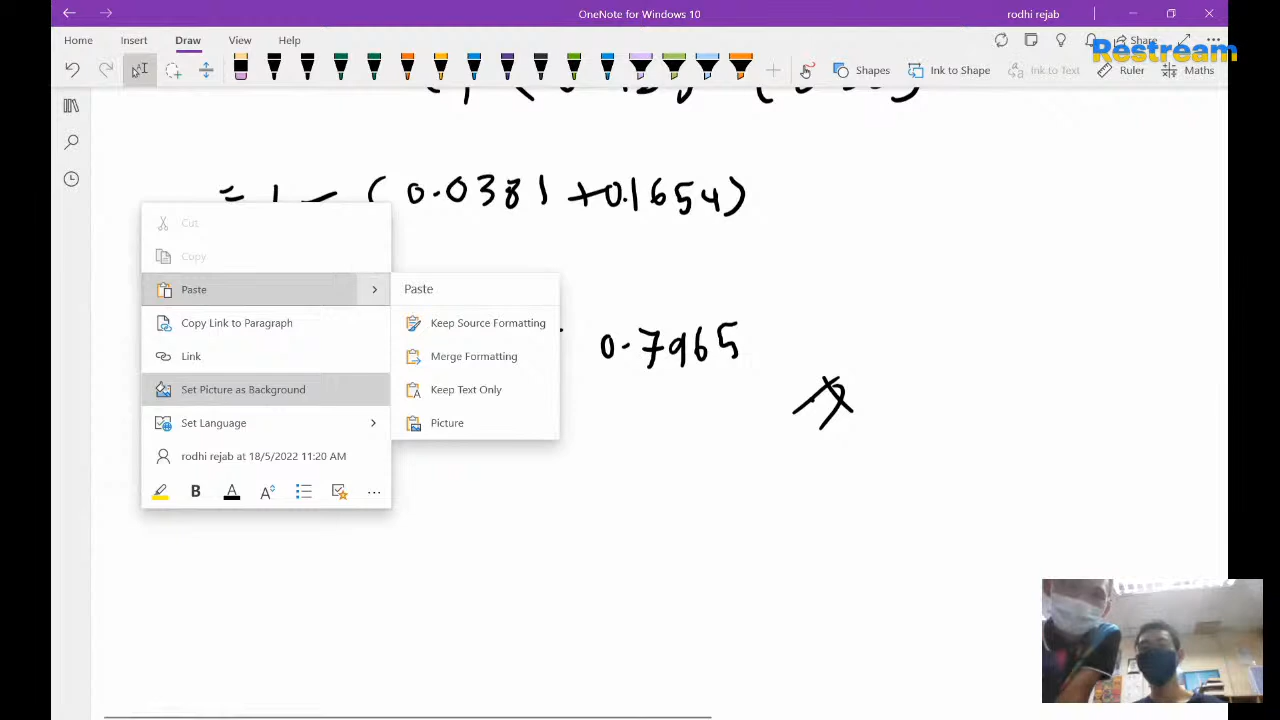 OneNote for Windows 10
rodhi rejab
Home Insert Draw View Help
Share
Restream
Shapes Ink to Shape Ink to Text Ruler Maths
= 1 - ( 0.0381 + 0.1654)
Cut
Copy
Paste
Paste
Copy Link to Paragraph
Keep Source Formatting
Link
Merge Formatting
0.7965
Set Picture as Background
Keep Text Only
Set Language
Picture
rodhi rejab at 18/5/2022 11:20 AM
B A A